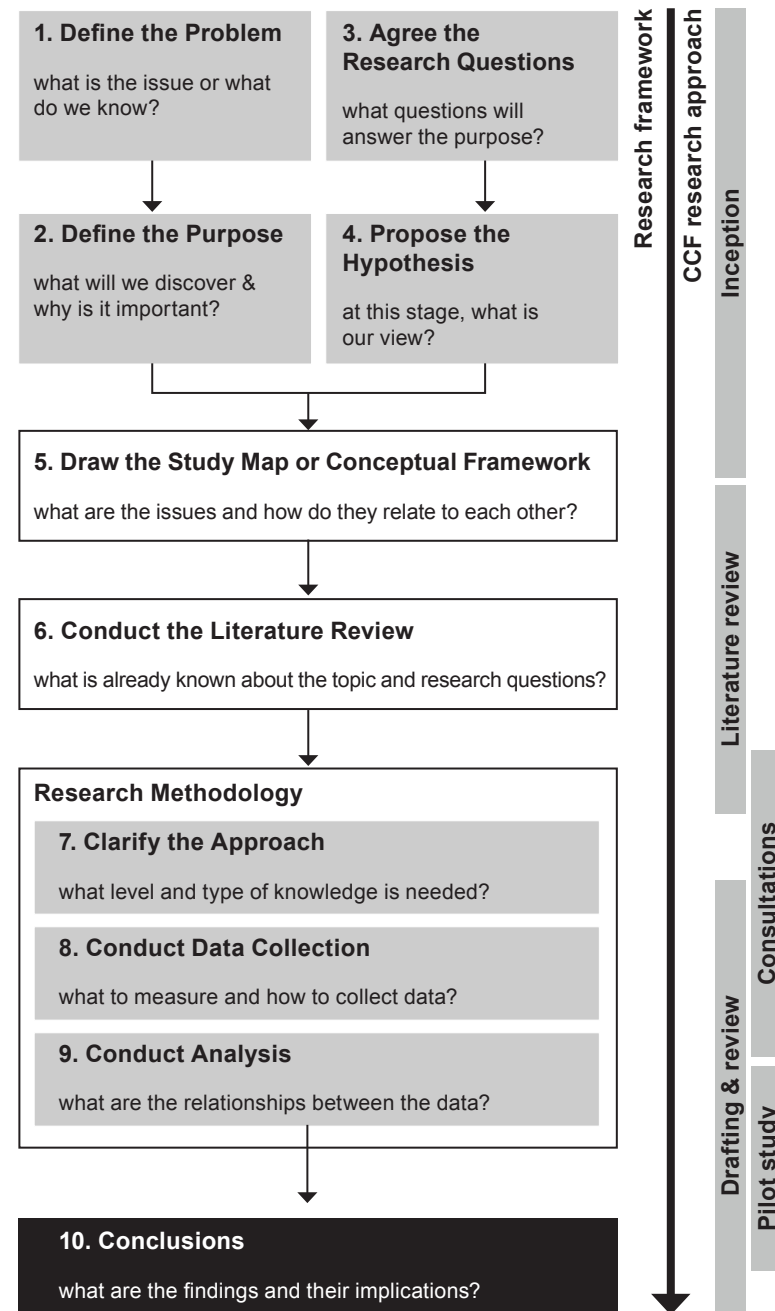 1. Define the Problem
what is the issue or what
do we know?
3. Agree the
Research Questions
what questions will
answer the purpose?
2. Define the Purpose
what will we discover &
why is it important?
4. Propose the
Hypothesis
at this stage, what is
our view?
5. Draw the Study Map or Conceptual Framework
what are the issues and how do they relate to each other?
6. Conduct the Literature Review
what is already known about the topic and research questions?
Research Methodology
7. Clarify the Approach
what level and type of knowledge is needed?
8. Conduct Data Collection
what to measure and how to collect data?
9. Conduct Analysis
what are the relationships between the data?
10. Conclusions
what are the findings and their implications?
Research framework
CCF research approach
Inception
Literature review
Consultations
Drafting & review
Pilot study